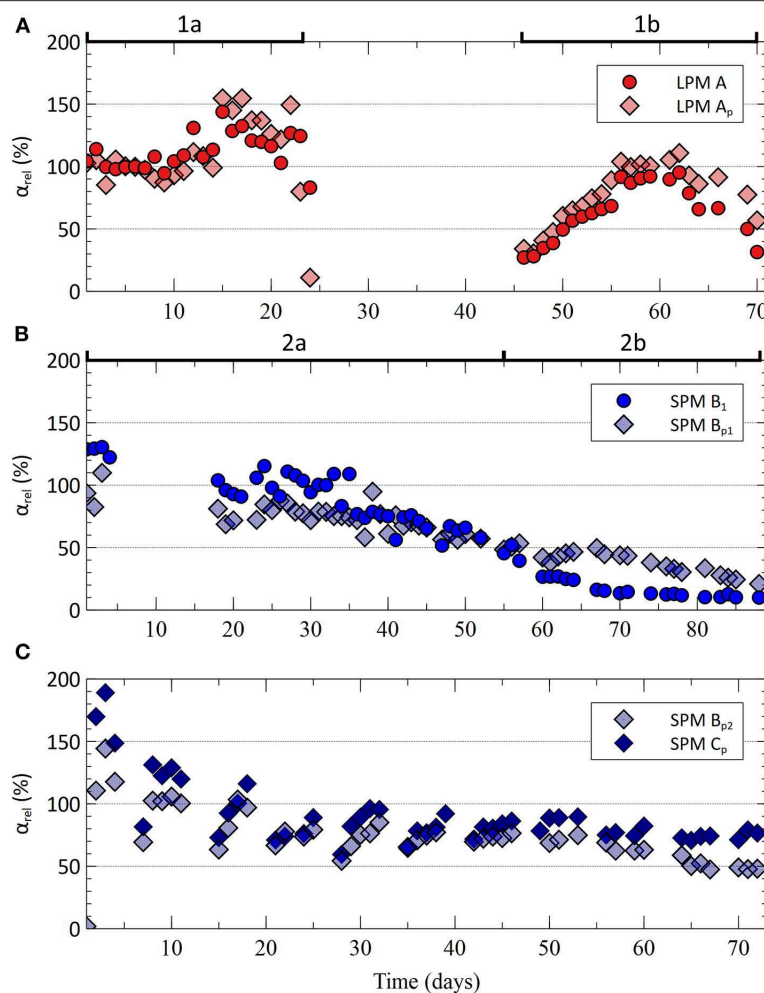 A
1a
1b
200
150
100
50
0
α_rel (%)
LPM A
LPM A_p
10 20 30 40 50 60 70
B
2a
2b
200
150
100
50
0
α_rel (%)
SPM B_1
SPM B_p1
10 20 30 40 50 60 70 80
C
200
150
100
50
0
α_rel (%)
SPM B_p2
SPM C_p
10 20 30 40 50 60 70
Time (days)